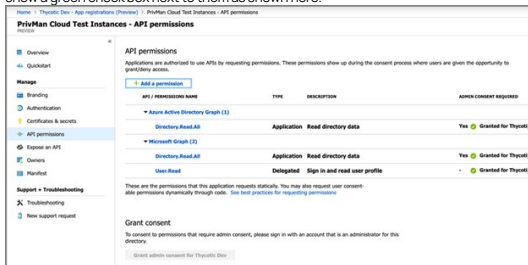 show a green check box next to them as shown here.
Home > Thycotic Dev - App registrations (Preview) > PrivMan Cloud Test Instances - API permissions
PrivMan Cloud Test Instances - API permissions
PREVIEW
«
Overview
Quickstart
Manage
Branding
Authentication
Certificates & secrets
API permissions
Expose an API
Owners
Manifest
Support + Troubleshooting
Troubleshooting
New support request
API permissions
Applications are authorized to use APIs by requesting permissions. These permissions show up during the consent process where users are given the opportunity to
grant/deny access.
+ Add a permission
API / PERMISSIONS NAME TYPE DESCRIPTION ADMIN CONSENT REQUIRED
Azure Active Directory Graph (1)
Directory.Read.All Application Read directory data Yes Granted for Thycoti
Microsoft Graph (2)
Directory.Read.All Application Read directory data Yes Granted for Thycoti
User.Read Delegated Sign in and read user profile - Granted for Thycoti
These are the permissions that this application requests statically. You may also request user consent-
able permissions dynamically through code. See best practices for requesting permissions
Grant consent
To consent to permissions that require admin consent, please sign in with an account that is an administrator for this
directory.
Grant admin consent for Thycotic Dev